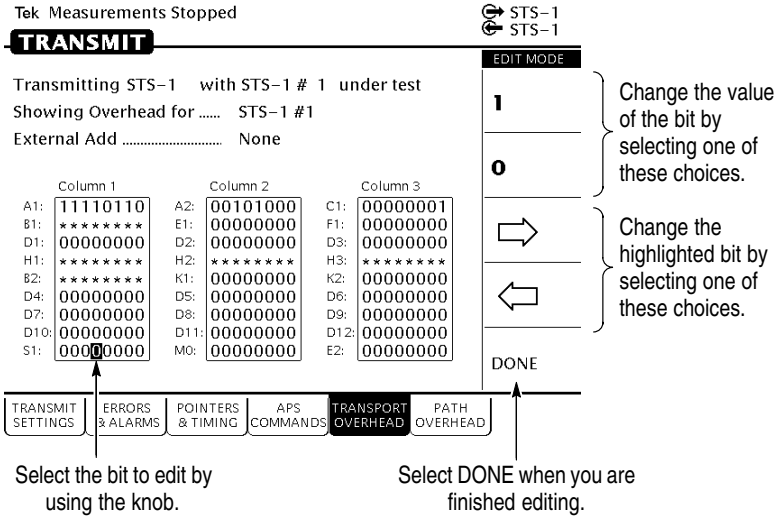 Tek Measurements Stopped
STS-1
STS-1
TRANSMIT
EDIT MODE
Transmitting STS-1 with STS-1 # 1 under test
Showing Overhead for ...... STS-1 #1
External Add ............................ None
1
0
Change the value
of the bit by
selecting one of
these choices.
Change the
highlighted bit by
selecting one of
these choices.
Column 1 Column 2 Column 3
A1: 11110110 A2: 00101000 C1: 00000001
B1: ******** E1: 00000000 F1: 00000000
D1: 00000000 D2: 00000000 D3: 00000000
H1: ******** H2: ******** H3: ********
B2: ******** K1: 00000000 K2: 00000000
D4: 00000000 D5: 00000000 D6: 00000000
D7: 00000000 D8: 00000000 D9: 00000000
D10: 00000000 D11: 00000000 D12: 00000000
S1: 00000000 M0: 00000000 E2: 00000000
DONE
TRANSMIT SETTINGS
ERRORS & ALARMS
POINTERS & TIMING
APS COMMANDS
TRANSPORT OVERHEAD
PATH OVERHEAD
Select the bit to edit by
using the knob.
Select DONE when you are
finished editing.